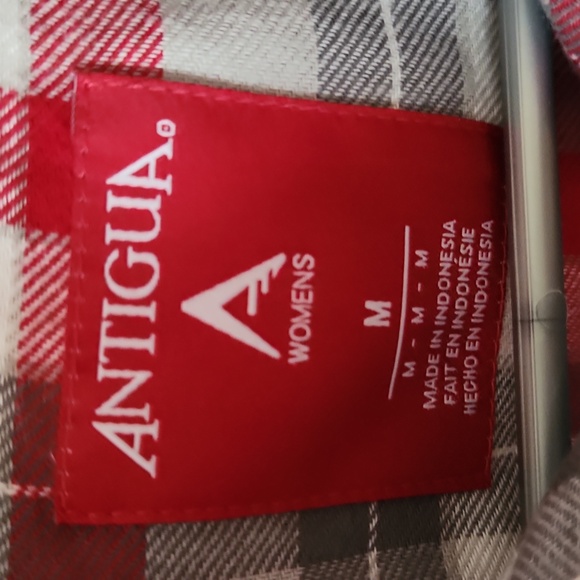 ANTIGUA
WOMENS
M
M - M - M
MADE IN INDONESIA
FAIT EN INDONÉSIE
HECHO EN INDONESIA